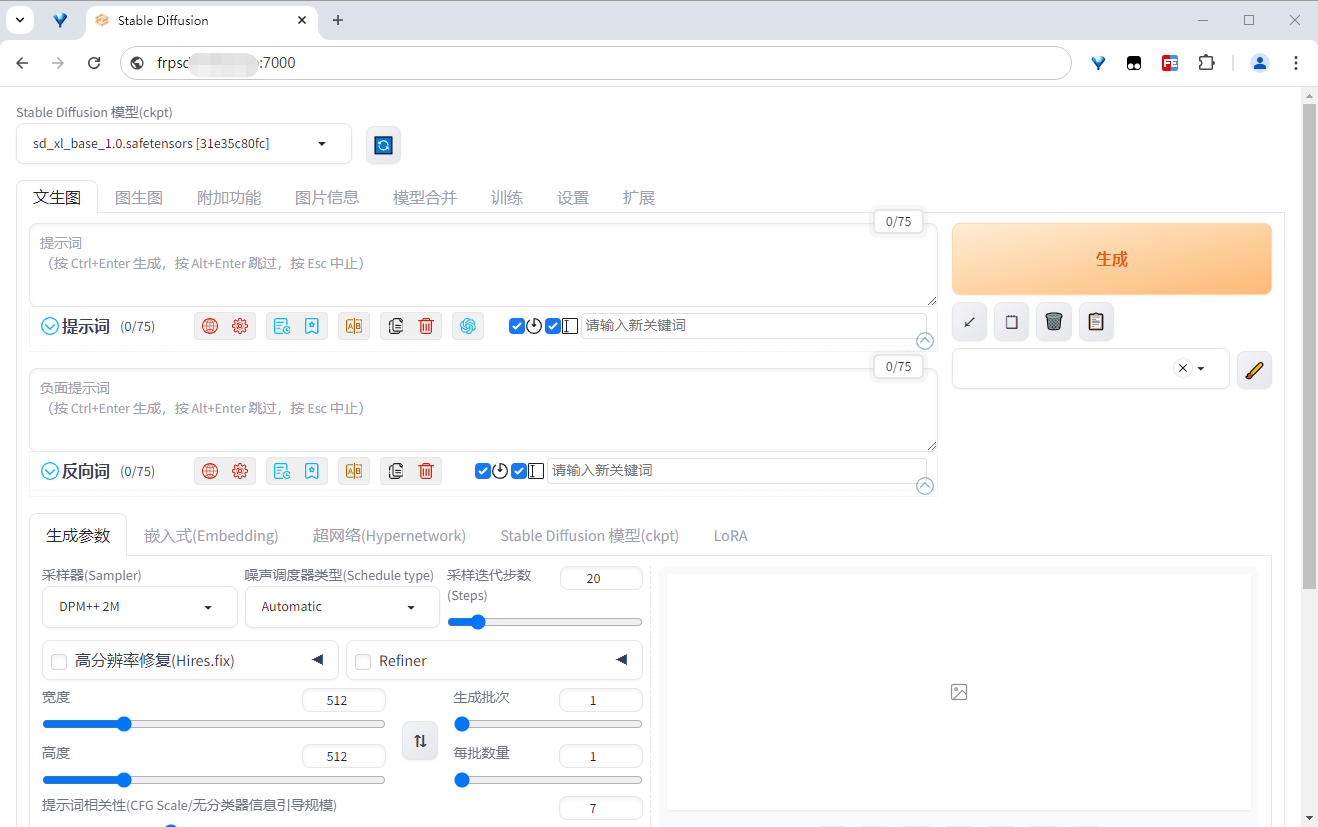 Stable Diffusion
frpsd
:7000
Stable Diffusion 模型(ckpt)
sd_xl_base_1.0.safetensors [31e35c80fc]
文生图 图生图 附加功能 图片信息 模型合并 训练 设置 扩展
0/75
提示词
（按 Ctrl+Enter 生成，按 Alt+Enter 跳过，按 Esc 中止）
生成
提示词 (0/75) 请输入新关键词
0/75
负面提示词
（按 Ctrl+Enter 生成，按 Alt+Enter 跳过，按 Esc 中止）
反向词 (0/75) 请输入新关键词
生成参数 嵌入式(Embedding) 超网络(Hypernetwork) Stable Diffusion 模型(ckpt) LoRA
采样器(Sampler) 噪声调度器类型(Schedule type) 采样迭代步数
(Steps)
20
DPM++ 2M Automatic
高分辨率修复(Hires.fix) Refiner
宽度 512 生成批次 1
高度 512 每批数量 1
提示词相关性(CFG Scale/无分类器信息引导规模) 7